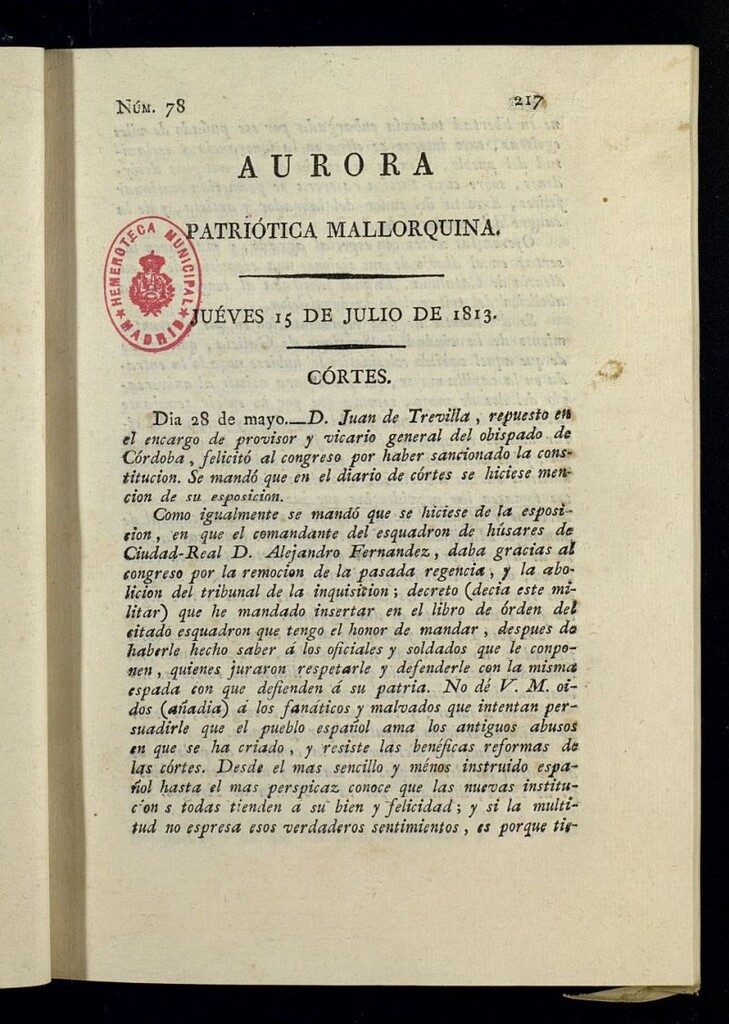 NÚM. 78 217
AURORA
PATRIÓTICA MALLORQUINA.
HEMEROTECA MUNICIPAL
MADRID
JUÉVES 15 DE JULIO DE 1813.
CÓRTES.
Dia 28 de mayo.—D. Juan de Trevilla, repuesto en
el encargo de provisor y vicario general del obispado de
Córdoba, felicitó al congreso por haber sancionado la cons-
titucion. Se mandó que en el diario de córtes se hiciese men-
cion de su esposicion.
Como igualmente se mandó que se hiciese de la esposi-
cion, en que el comandante del esquadron de húsares de
Ciudad-Real D. Alejandro Fernandez, daba gracias al
congreso por la remocion de la pasada regencia, y la abo-
licion del tribunal de la inquisicion; decreto (decia este mi-
litar) que he mandado insertar en el libro de órden del
citado esquadron que tengo el honor de mandar, despues de
haberle hecho saber á los oficiales y soldados que le conpo-
nen, quienes juraron respetarle y defenderle con la misma
espada con que defienden á su patria. No dé V. M. oi-
dos (añadia) á los fanáticos y malvados que intentan per-
suadirle que el pueblo español ama los antiguos abusos
en que se ha criado, y resiste las benéficas reformas de
las córtes. Desde el mas sencillo y ménos instruido espa-
ñol hasta el mas perspicaz conoce que las nuevas institu-
cion s todas tienden á su bien y felicidad; y si la multi-
tud no espresa esos verdaderos sentimientos, es porque tie-